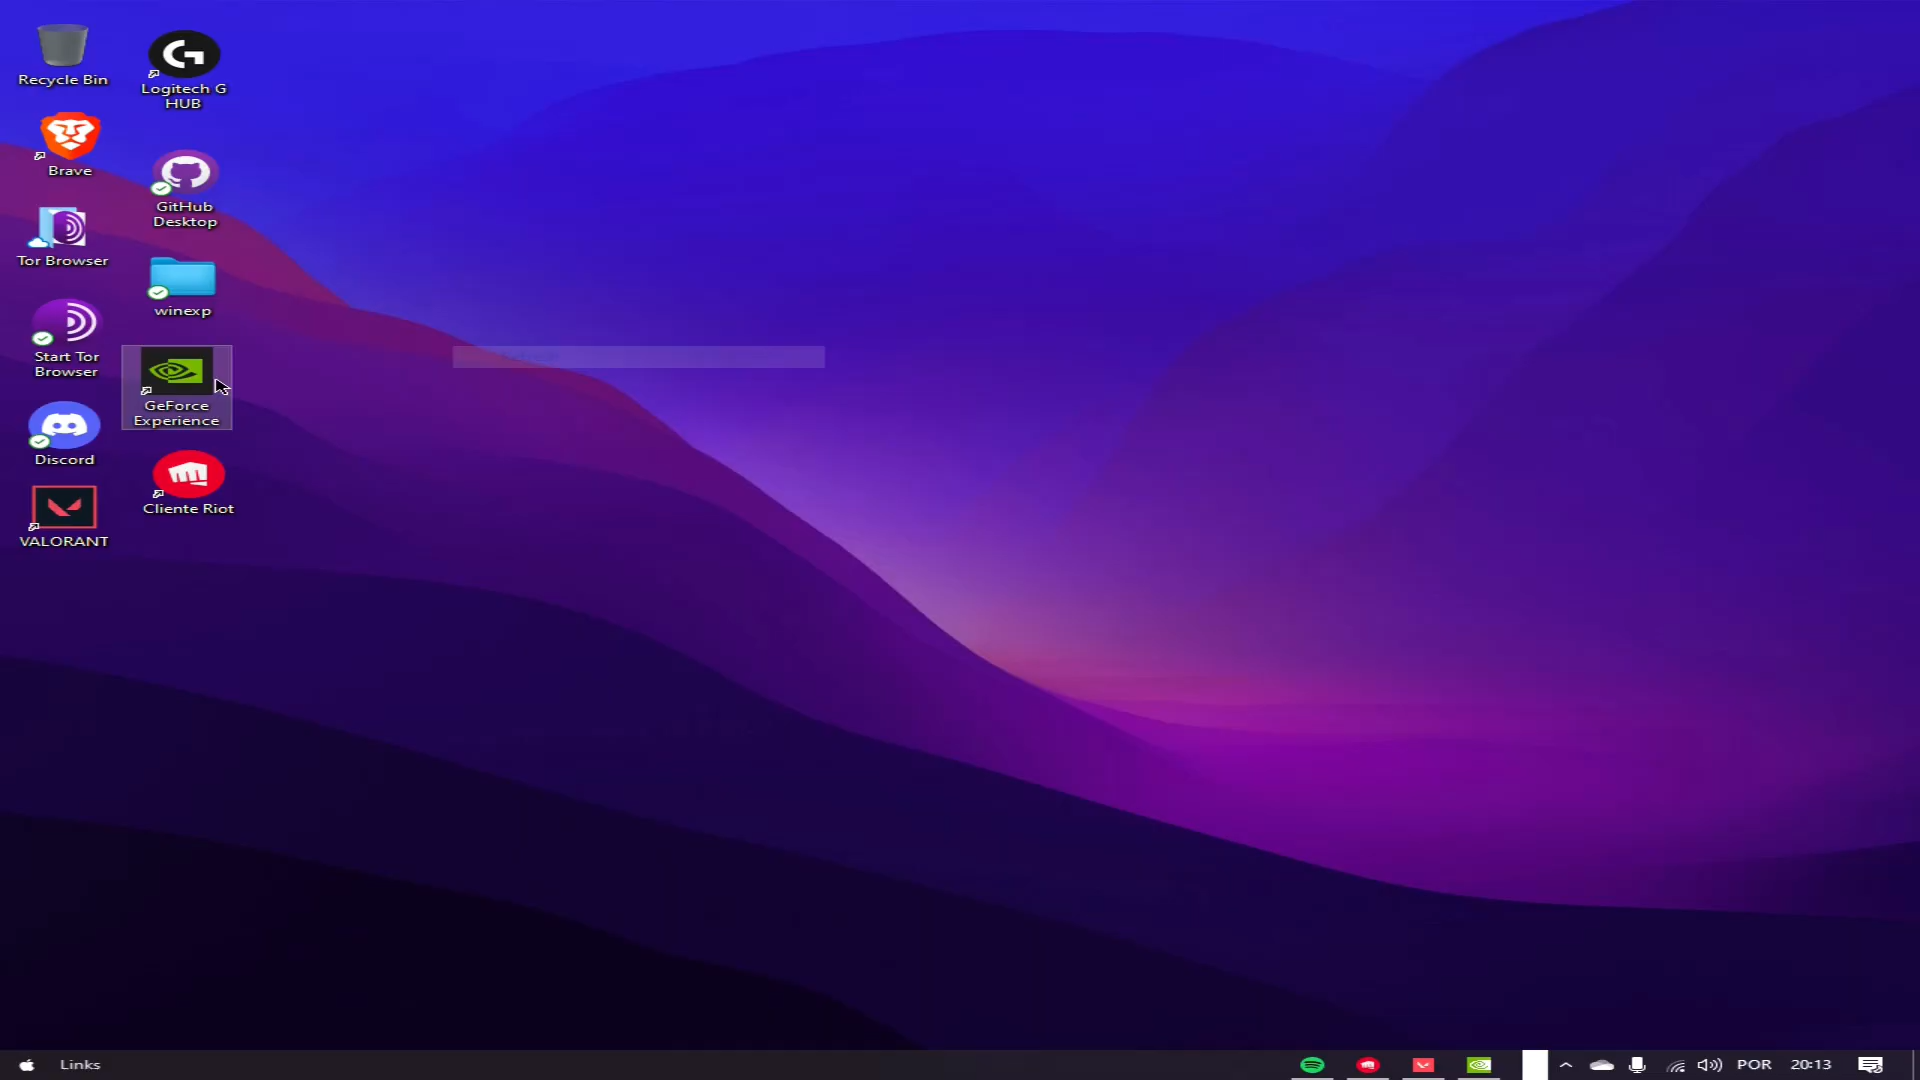 Recycle Bin
Logitech G
HUB
Brave
GitHub
Desktop
Tor Browser
winexp
Start Tor
Browser
GeForce
Experience
Discord
Cliente Riot
VALORANT
Links
POR
20:13